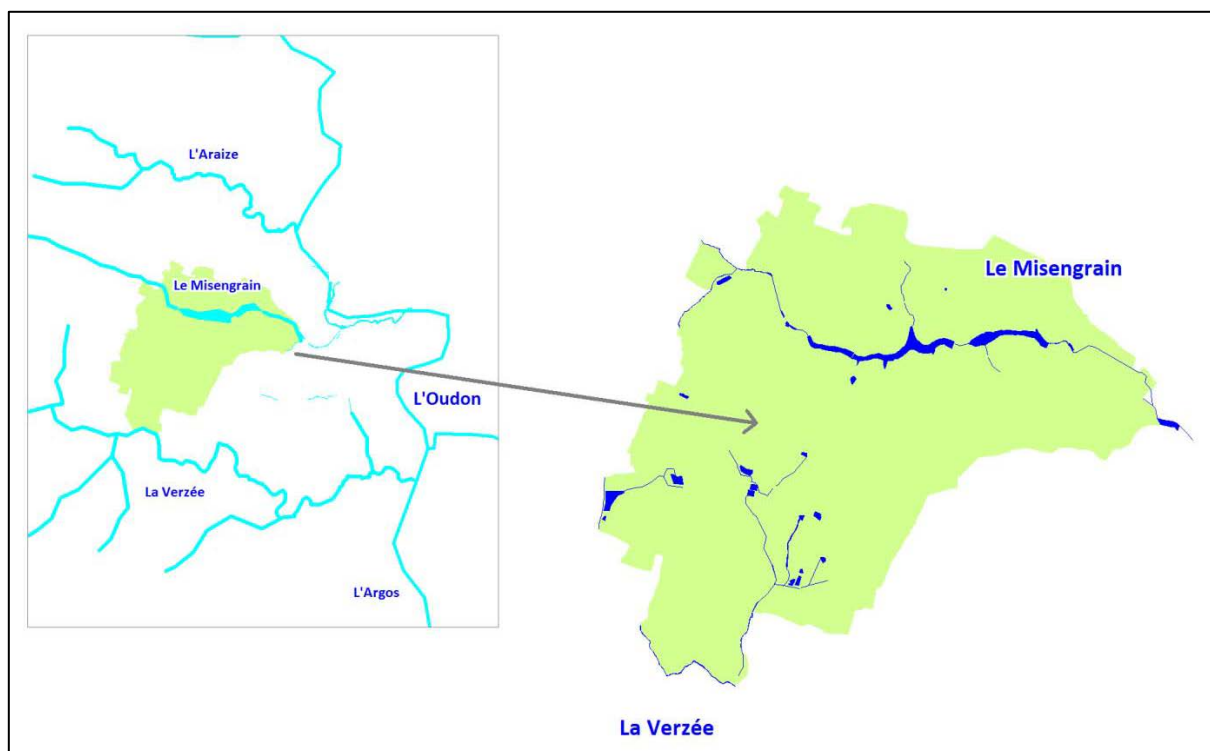 L'Araize
Le Misengrain
L'Oudon
La Verzée
L'Argos
Le Misengrain
La Verzée